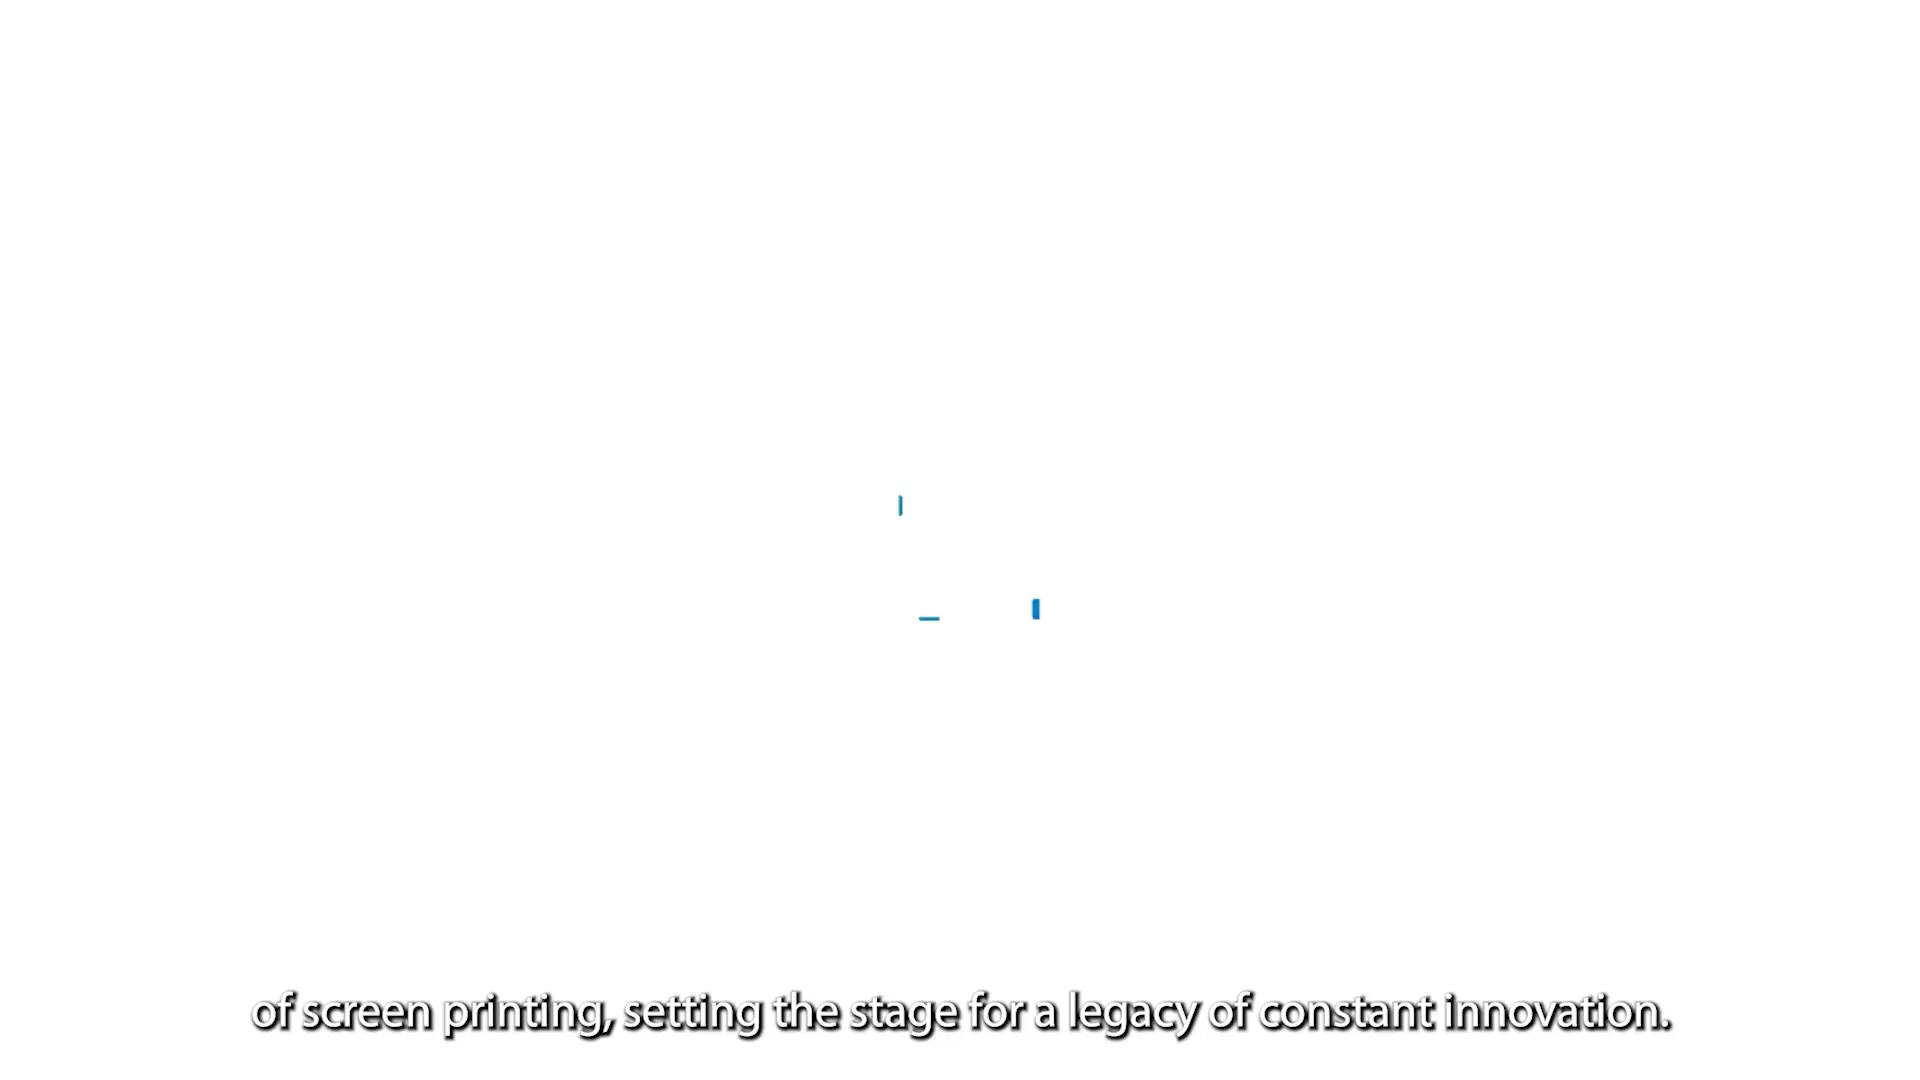 of screen printing, setting the stage for a legacy of constant innovation.